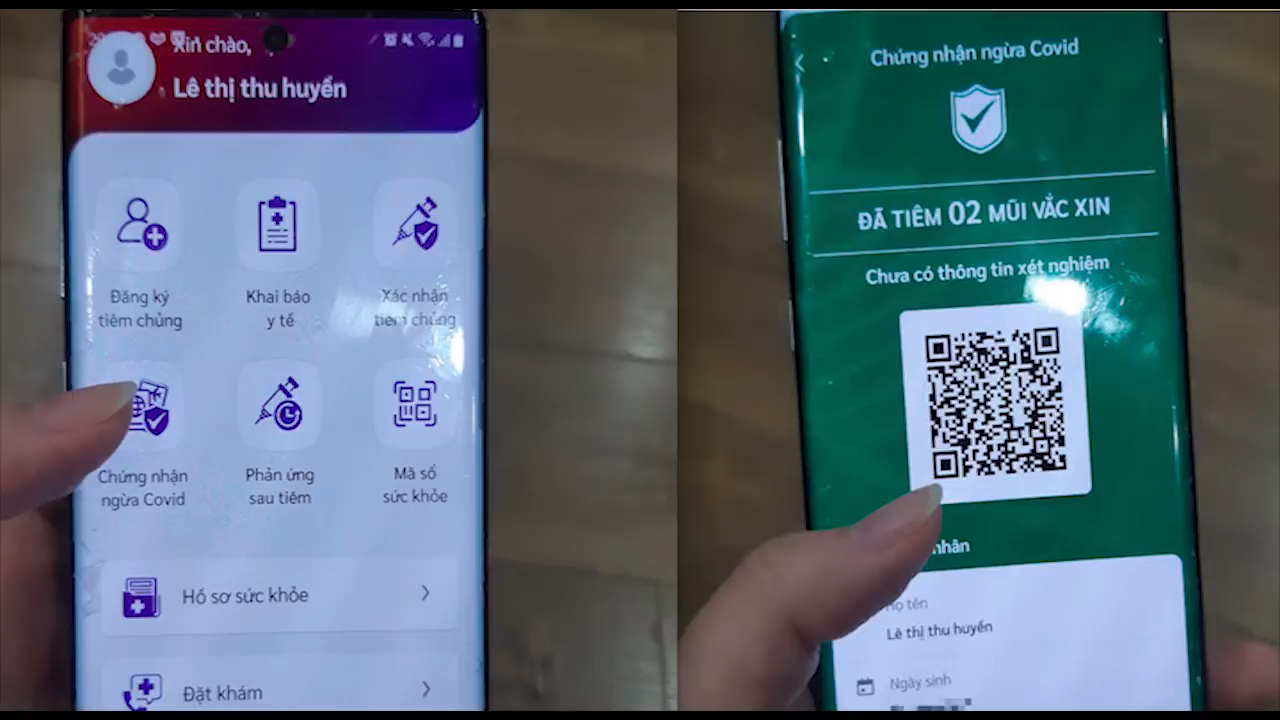 Xin chào,
Lê thị thu huyền
Đăng ký
tiêm chủng
Khai báo
y tế
Xác nhận
tiêm chủng
Chứng nhận
ngừa Covid
Phản ứng
sau tiêm
Mã số
sức khỏe
Hồ sơ sức khỏe
Đặt khám
Chứng nhận ngừa Covid
ĐÃ TIÊM 02 MŨI VẮC XIN
Chưa có thông tin xét nghiệm
nhân
Họ tên
Lê thị thu huyền
Ngày sinh